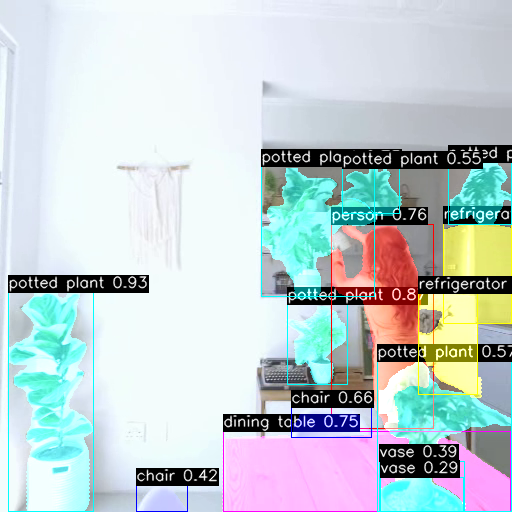 potted pla
potted plant 0.55
person 0.76
refrigera
potted plant 0.93
refrigerator
potted plant 0.8
potted plant 0.57
chair 0.66
dining table 0.75
vase 0.39
vase 0.29
chair 0.42